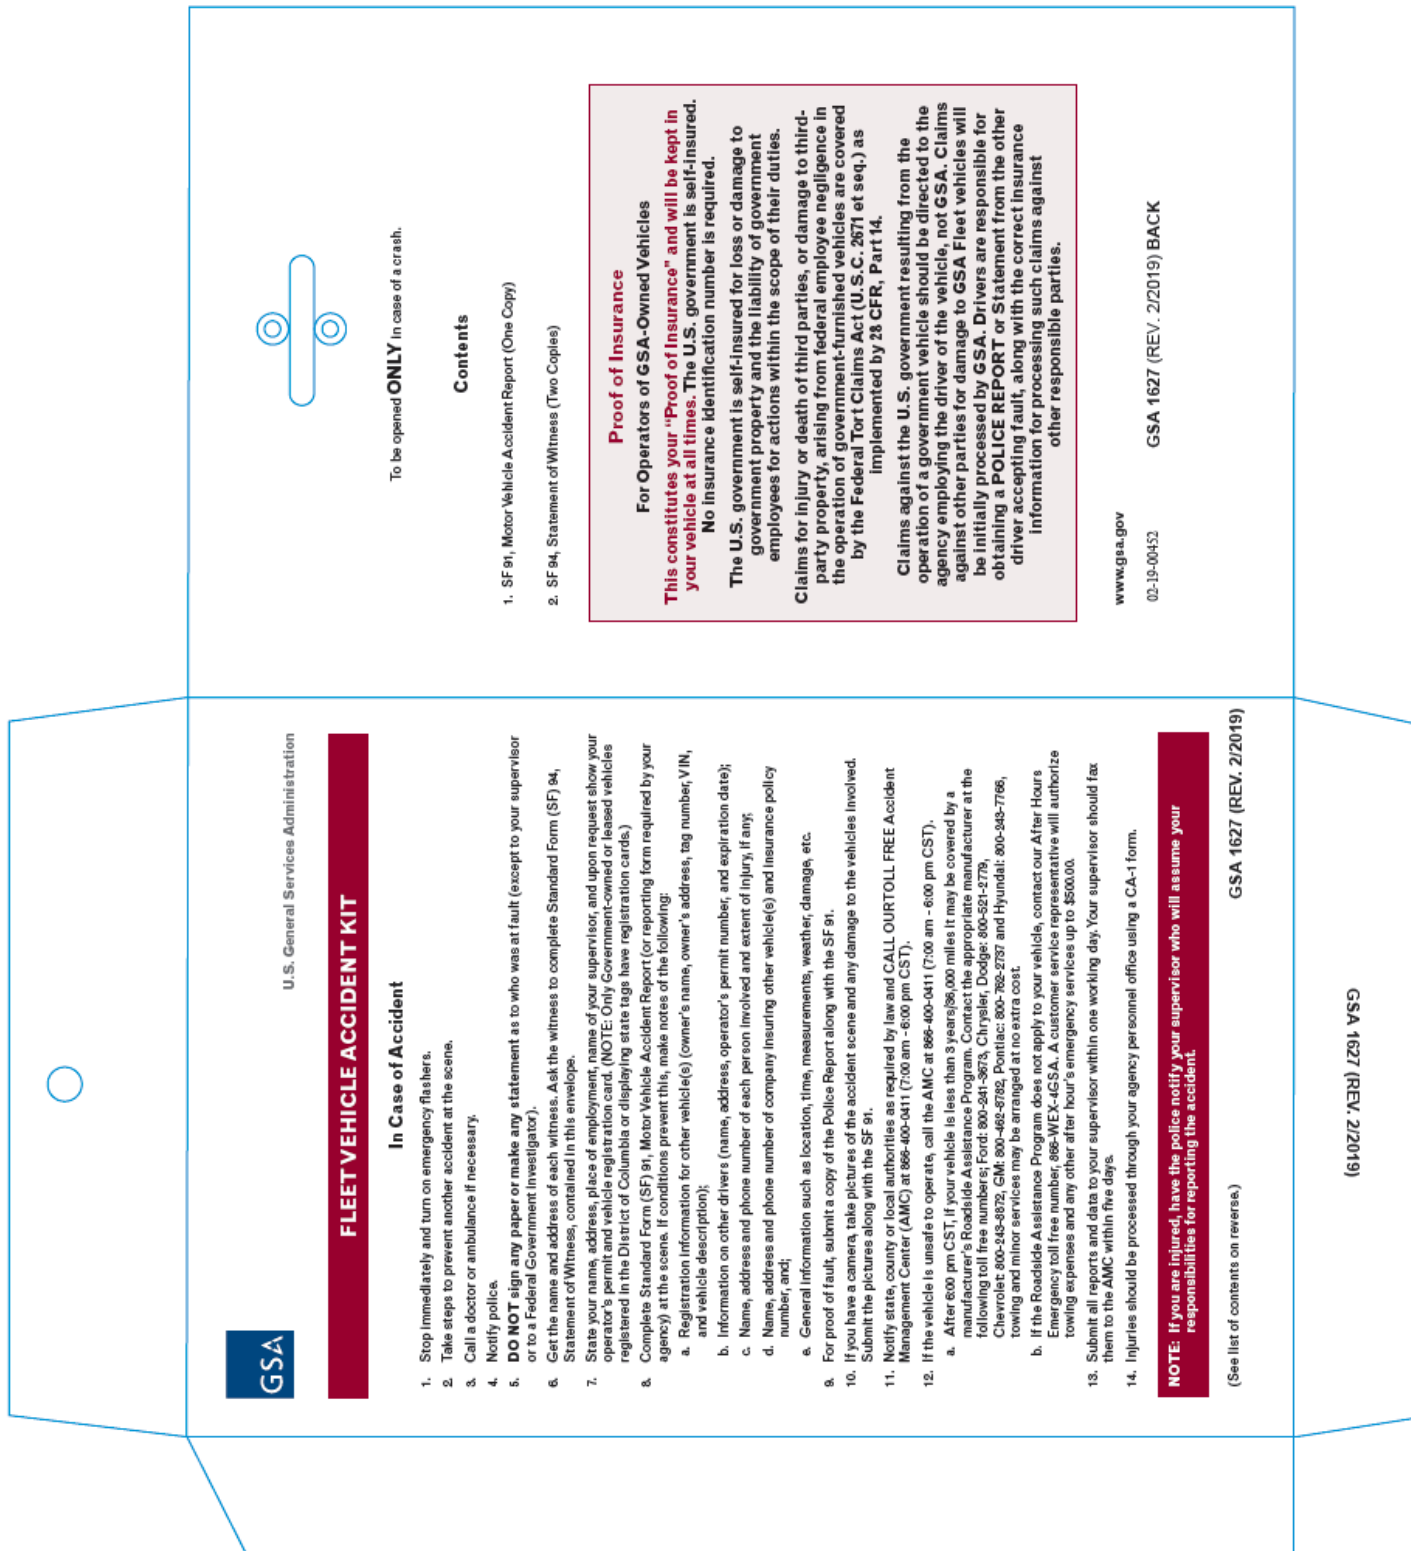 GSA
U.S. General Services Administration
FLEET VEHICLE ACCIDENT KIT
In Case of Accident
1. Stop immediately and turn on emergency flashers.
2. Take steps to prevent another accident at the scene.
3. Call a doctor or ambulance if necessary.
4. Notify police.
5. DO NOT sign any paper or make any statement as to who was at fault (except to your supervisor
or to a Federal Government investigator).
6. Get the name and address of each witness. Ask the witness to complete Standard Form (SF) 94,
Statement of Witness, contained in this envelope.
7. State your name, address, place of employment, name of your supervisor, and upon request show your
operator's permit and vehicle registration card. (NOTE: Only Government-owned or leased vehicles
registered in the District of Columbia or displaying state tags have registration cards.)
8. Complete Standard Form (SF) 91, Motor Vehicle Accident Report (or reporting form required by your
agency) at the scene. If conditions prevent this, make notes of the following:
a. Registration information for other vehicle(s) (owner's name, owner's address, tag number, VIN,
and vehicle description);
b. Information on other drivers (name, address, operator's permit number, and expiration date);
c. Name, address and phone number of each person involved and extent of injury, if any;
d. Name, address and phone number of company insuring other vehicle(s) and insurance policy
number, and;
e. General information such as location, time, measurements, weather, damage, etc.
9. For proof of fault, submit a copy of the Police Report along with the SF 91.
10. If you have a camera, take pictures of the accident scene and any damage to the vehicles involved.
Submit the pictures along with the SF 91.
11. Notify state, county or local authorities as required by law and CALL OUR TOLL FREE Accident
Management Center (AMC) at 866-400-0411 (7:00 am - 6:00 pm CST).
12. If the vehicle is unsafe to operate, call the AMC at 866-400-0411 (7:00 am - 6:00 pm CST).
a. After 6:00 pm CST, if your vehicle is less than 3 years/36,000 miles it may be covered by a
manufacturer's Roadside Assistance Program. Contact the appropriate manufacturer at the
following toll free numbers; Ford: 800-241-3673, Chrysler, Dodge: 800-521-2779,
Chevrolet: 800-243-8872, GM: 800-462-8782, Pontiac: 800-762-2737 and Hyundai: 800-243-7766,
towing and minor services may be arranged at no extra cost.
b. If the Roadside Assistance Program does not apply to your vehicle, contact our After Hours
Emergency toll free number, 866-WEX-4GSA. A customer service representative will authorize
towing expenses and any other after hour's emergency services up to $500.00.
13. Submit all reports and data to your supervisor within one working day. Your supervisor should fax
them to the AMC within five days.
14. Injuries should be processed through your agency personnel office using a CA-1 form.
NOTE: If you are injured, have the police notify your supervisor who will assume your
responsibilities for reporting the accident.
(See list of contents on reverse.)
GSA 1627 (REV. 2/2019)
GSA 1627 (REV. 2/2019)
To be opened ONLY in case of a crash.
Contents
1. SF 91, Motor Vehicle Accident Report (One Copy)
2. SF 94, Statement of Witness (Two Copies)
Proof of Insurance
For Operators of GSA-Owned Vehicles
This constitutes your "Proof of Insurance" and will be kept in
your vehicle at all times. The U.S. government is self-insured.
No insurance identification number is required.
The U.S. government is self-insured for loss or damage to
government property and the liability of government
employees for actions within the scope of their duties.
Claims for injury or death of third parties, or damage to third-
party property, arising from federal employee negligence in
the operation of government-furnished vehicles are covered
by the Federal Tort Claims Act (U.S.C. 2671 et seq.) as
implemented by 28 CFR, Part 14.
Claims against the U.S. government resulting from the
operation of a government vehicle should be directed to the
agency employing the driver of the vehicle, not GSA. Claims
against other parties for damage to GSA Fleet vehicles will
be initially processed by GSA. Drivers are responsible for
obtaining a POLICE REPORT or Statement from the other
driver accepting fault, along with the correct insurance
information for processing such claims against
other responsible parties.
www.gsa.gov
02-19-00452
GSA 1627 (REV. 2/2019) BACK